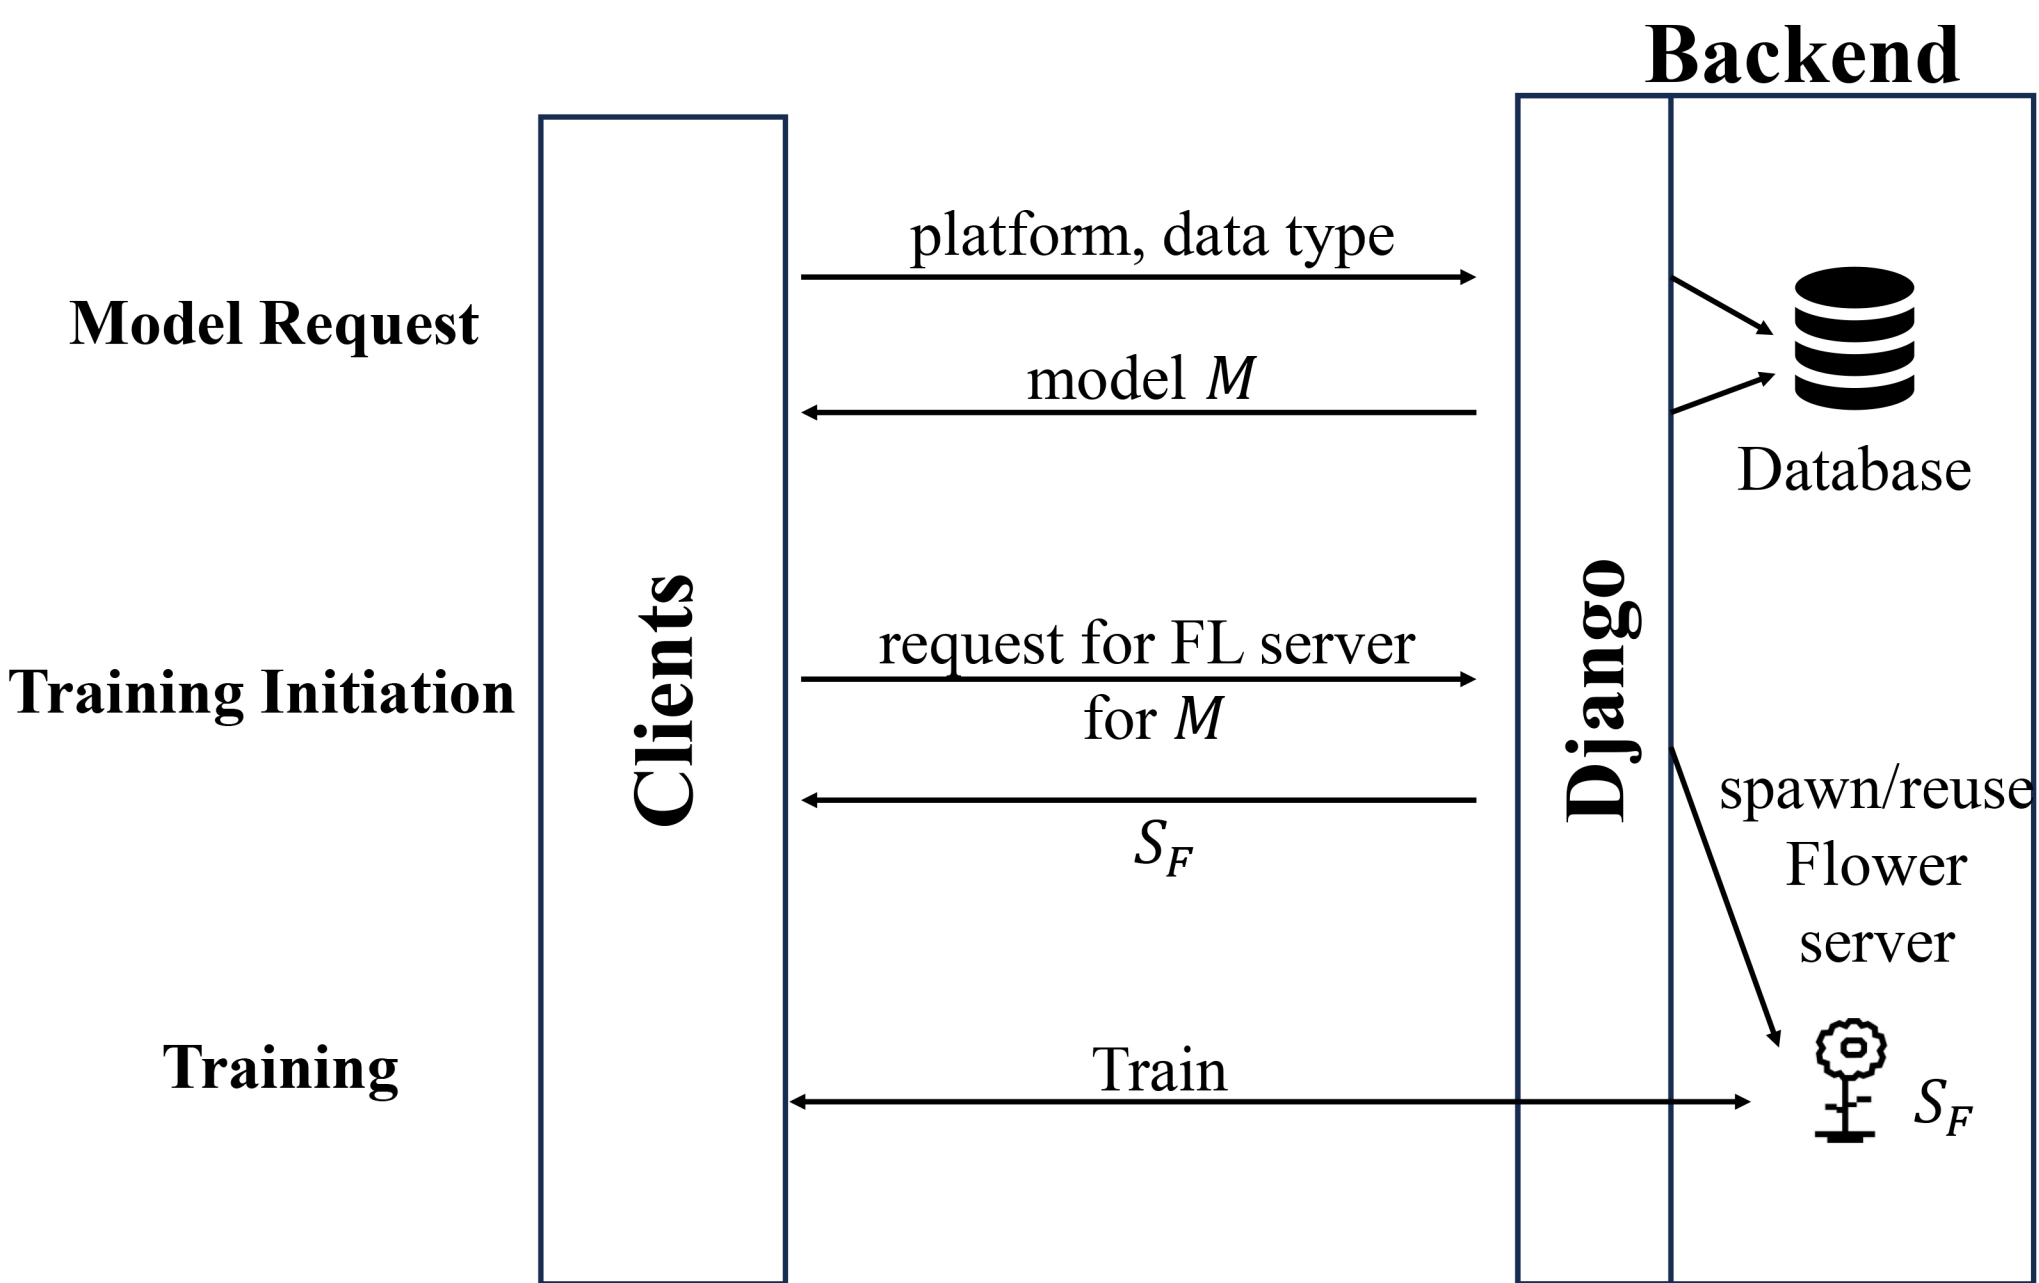 Backend
platform, data type
Model Request
model M
Database
Clients
Django
request for FL server
for M
Training Initiation
S_F
spawn/reuse
Flower
server
Training
Train
S_F